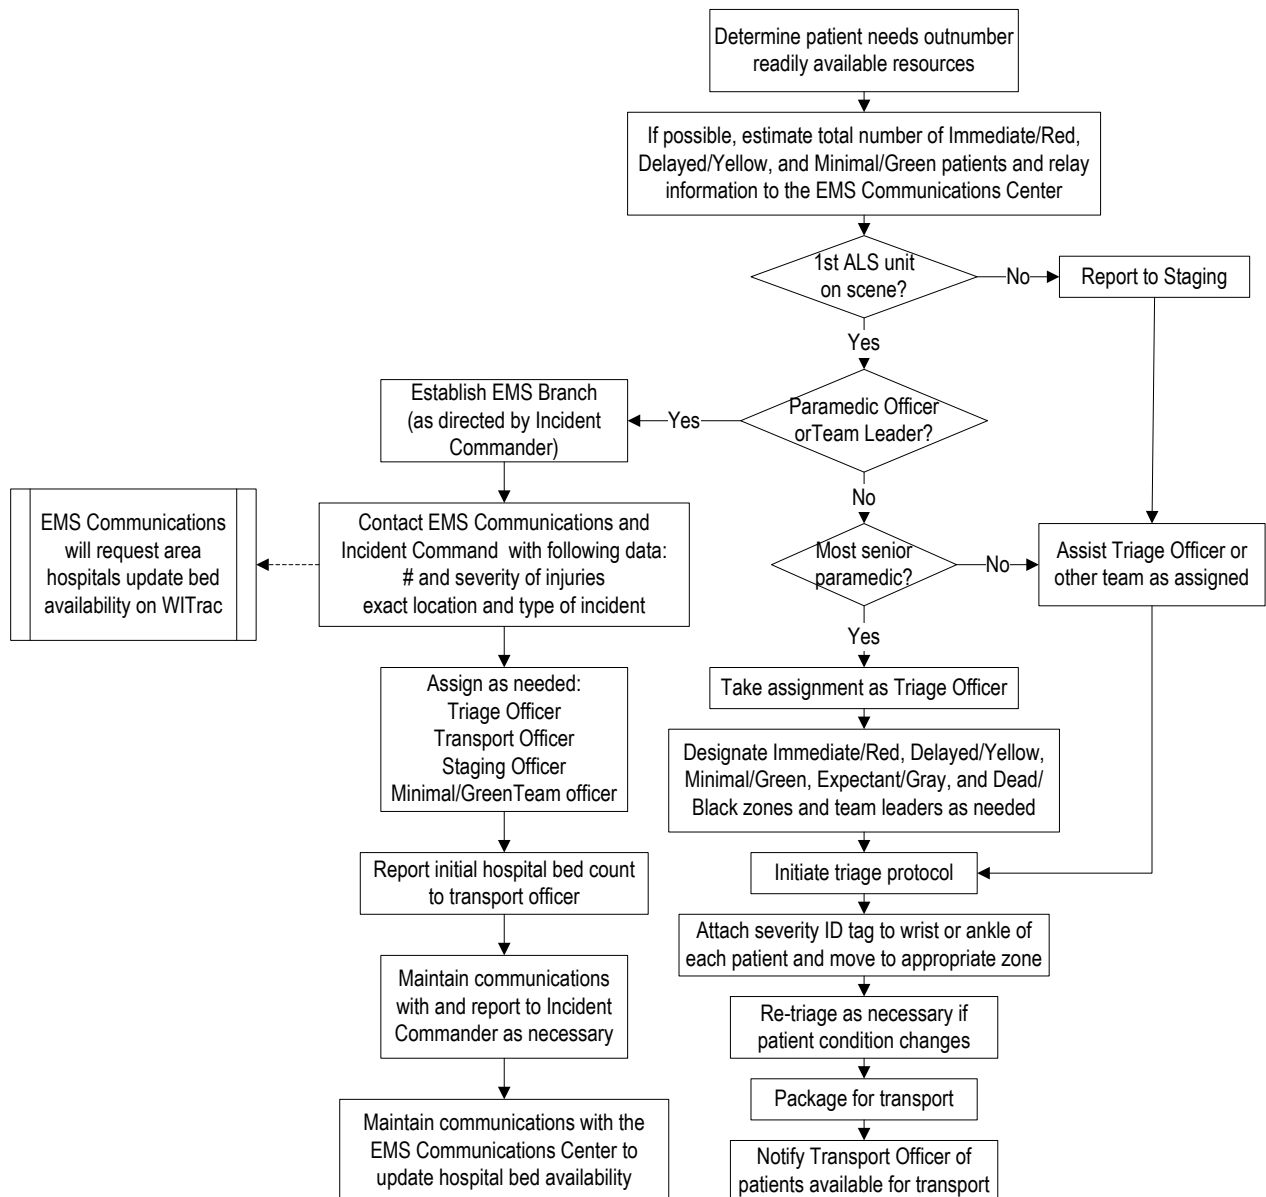 Determine patient needs outnumber
readily available resources
If possible, estimate total number of Immediate/Red,
Delayed/Yellow, and Minimal/Green patients and relay
information to the EMS Communications Center
1st ALS unit
on scene?
No
Report to Staging
Yes
Paramedic Officer
orTeam Leader?
Yes
Establish EMS Branch
(as directed by Incident
Commander)
No
EMS Communications
will request area
hospitals update bed
availability on WITrac
Contact EMS Communications and
Incident Command with following data:
# and severity of injuries
exact location and type of incident
Most senior
paramedic?
No
Assist Triage Officer or
other team as assigned
Yes
Assign as needed:
Triage Officer
Transport Officer
Staging Officer
Minimal/GreenTeam officer
Take assignment as Triage Officer
Designate Immediate/Red, Delayed/Yellow,
Minimal/Green, Expectant/Gray, and Dead/
Black zones and team leaders as needed
Report initial hospital bed count
to transport officer
Initiate triage protocol
Attach severity ID tag to wrist or ankle of
each patient and move to appropriate zone
Maintain communications
with and report to Incident
Commander as necessary
Re-triage as necessary if
patient condition changes
Package for transport
Maintain communications with the
EMS Communications Center to
update hospital bed availability
Notify Transport Officer of
patients available for transport